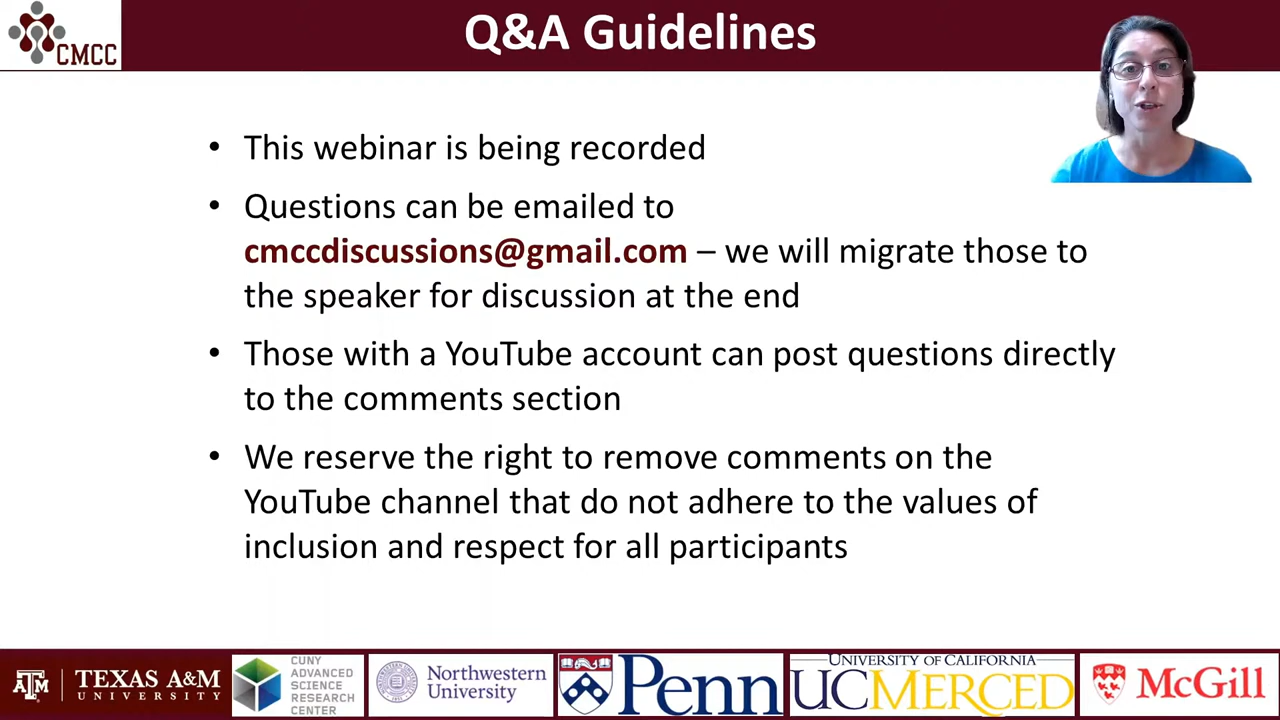 CMCC
Q&A Guidelines
• This webinar is being recorded
• Questions can be emailed to
cmccdiscussions@gmail.com – we will migrate those to
the speaker for discussion at the end
• Those with a YouTube account can post questions directly
to the comments section
• We reserve the right to remove comments on the
YouTube channel that do not adhere to the values of
inclusion and respect for all participants
ATM
TEXAS A&M
UNIVERSITY
CUNY
ADVANCED
SCIENCE
RESEARCH
CENTER
Northwestern
University
Penn
UNIVERSITY OF CALIFORNIA
UCMERCED
McGill